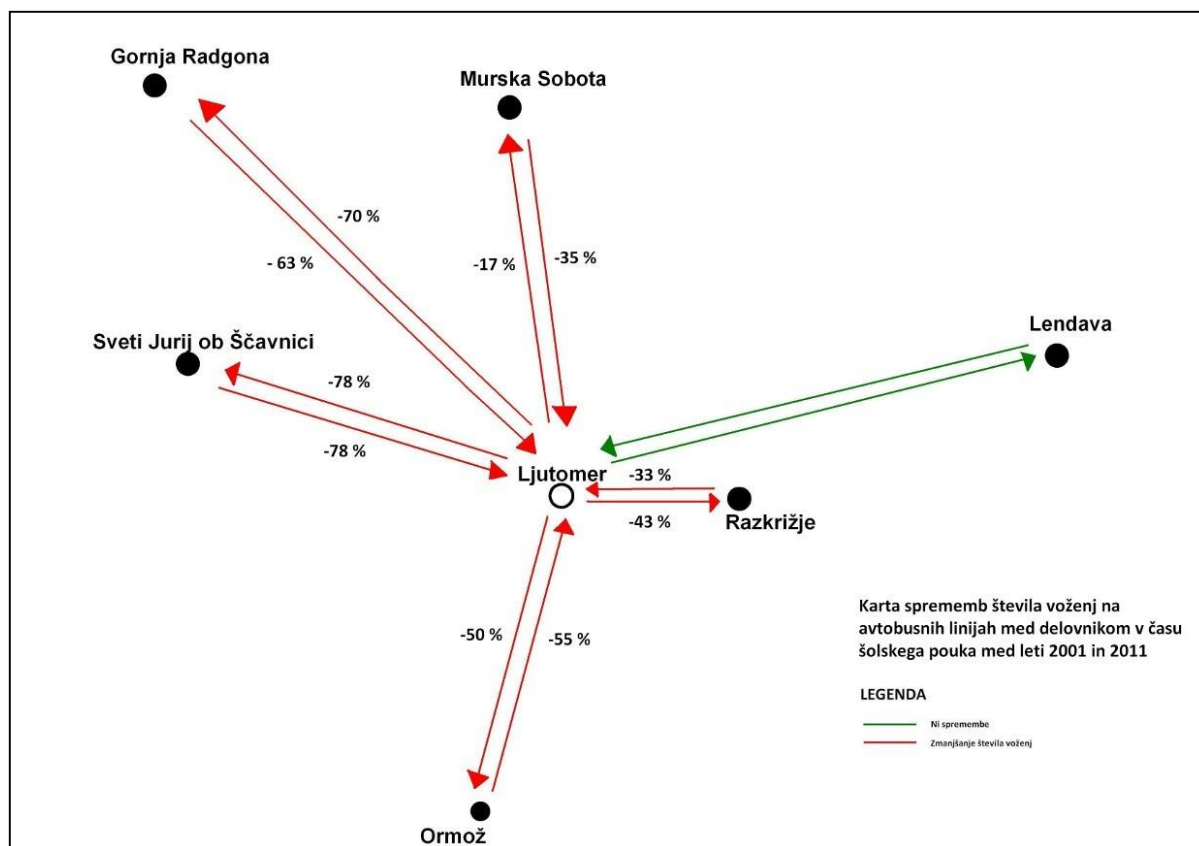 Gornja Radgona
Murska Sobota
-70 %
- 63 %
-17 %
-35 %
Lendava
Sveti Jurij ob Ščavnici
-78 %
-78 %
Ljutomer
-33 %
-43 %
Razkrižje
-50 %
-55 %
Ormož
Karta sprememb števila voženj na
avtobusnih linijah med delovnikom v času
šolskega pouka med leti 2001 in 2011
LEGENDA
Ni spremembe
Zmanjšanje števila voženj